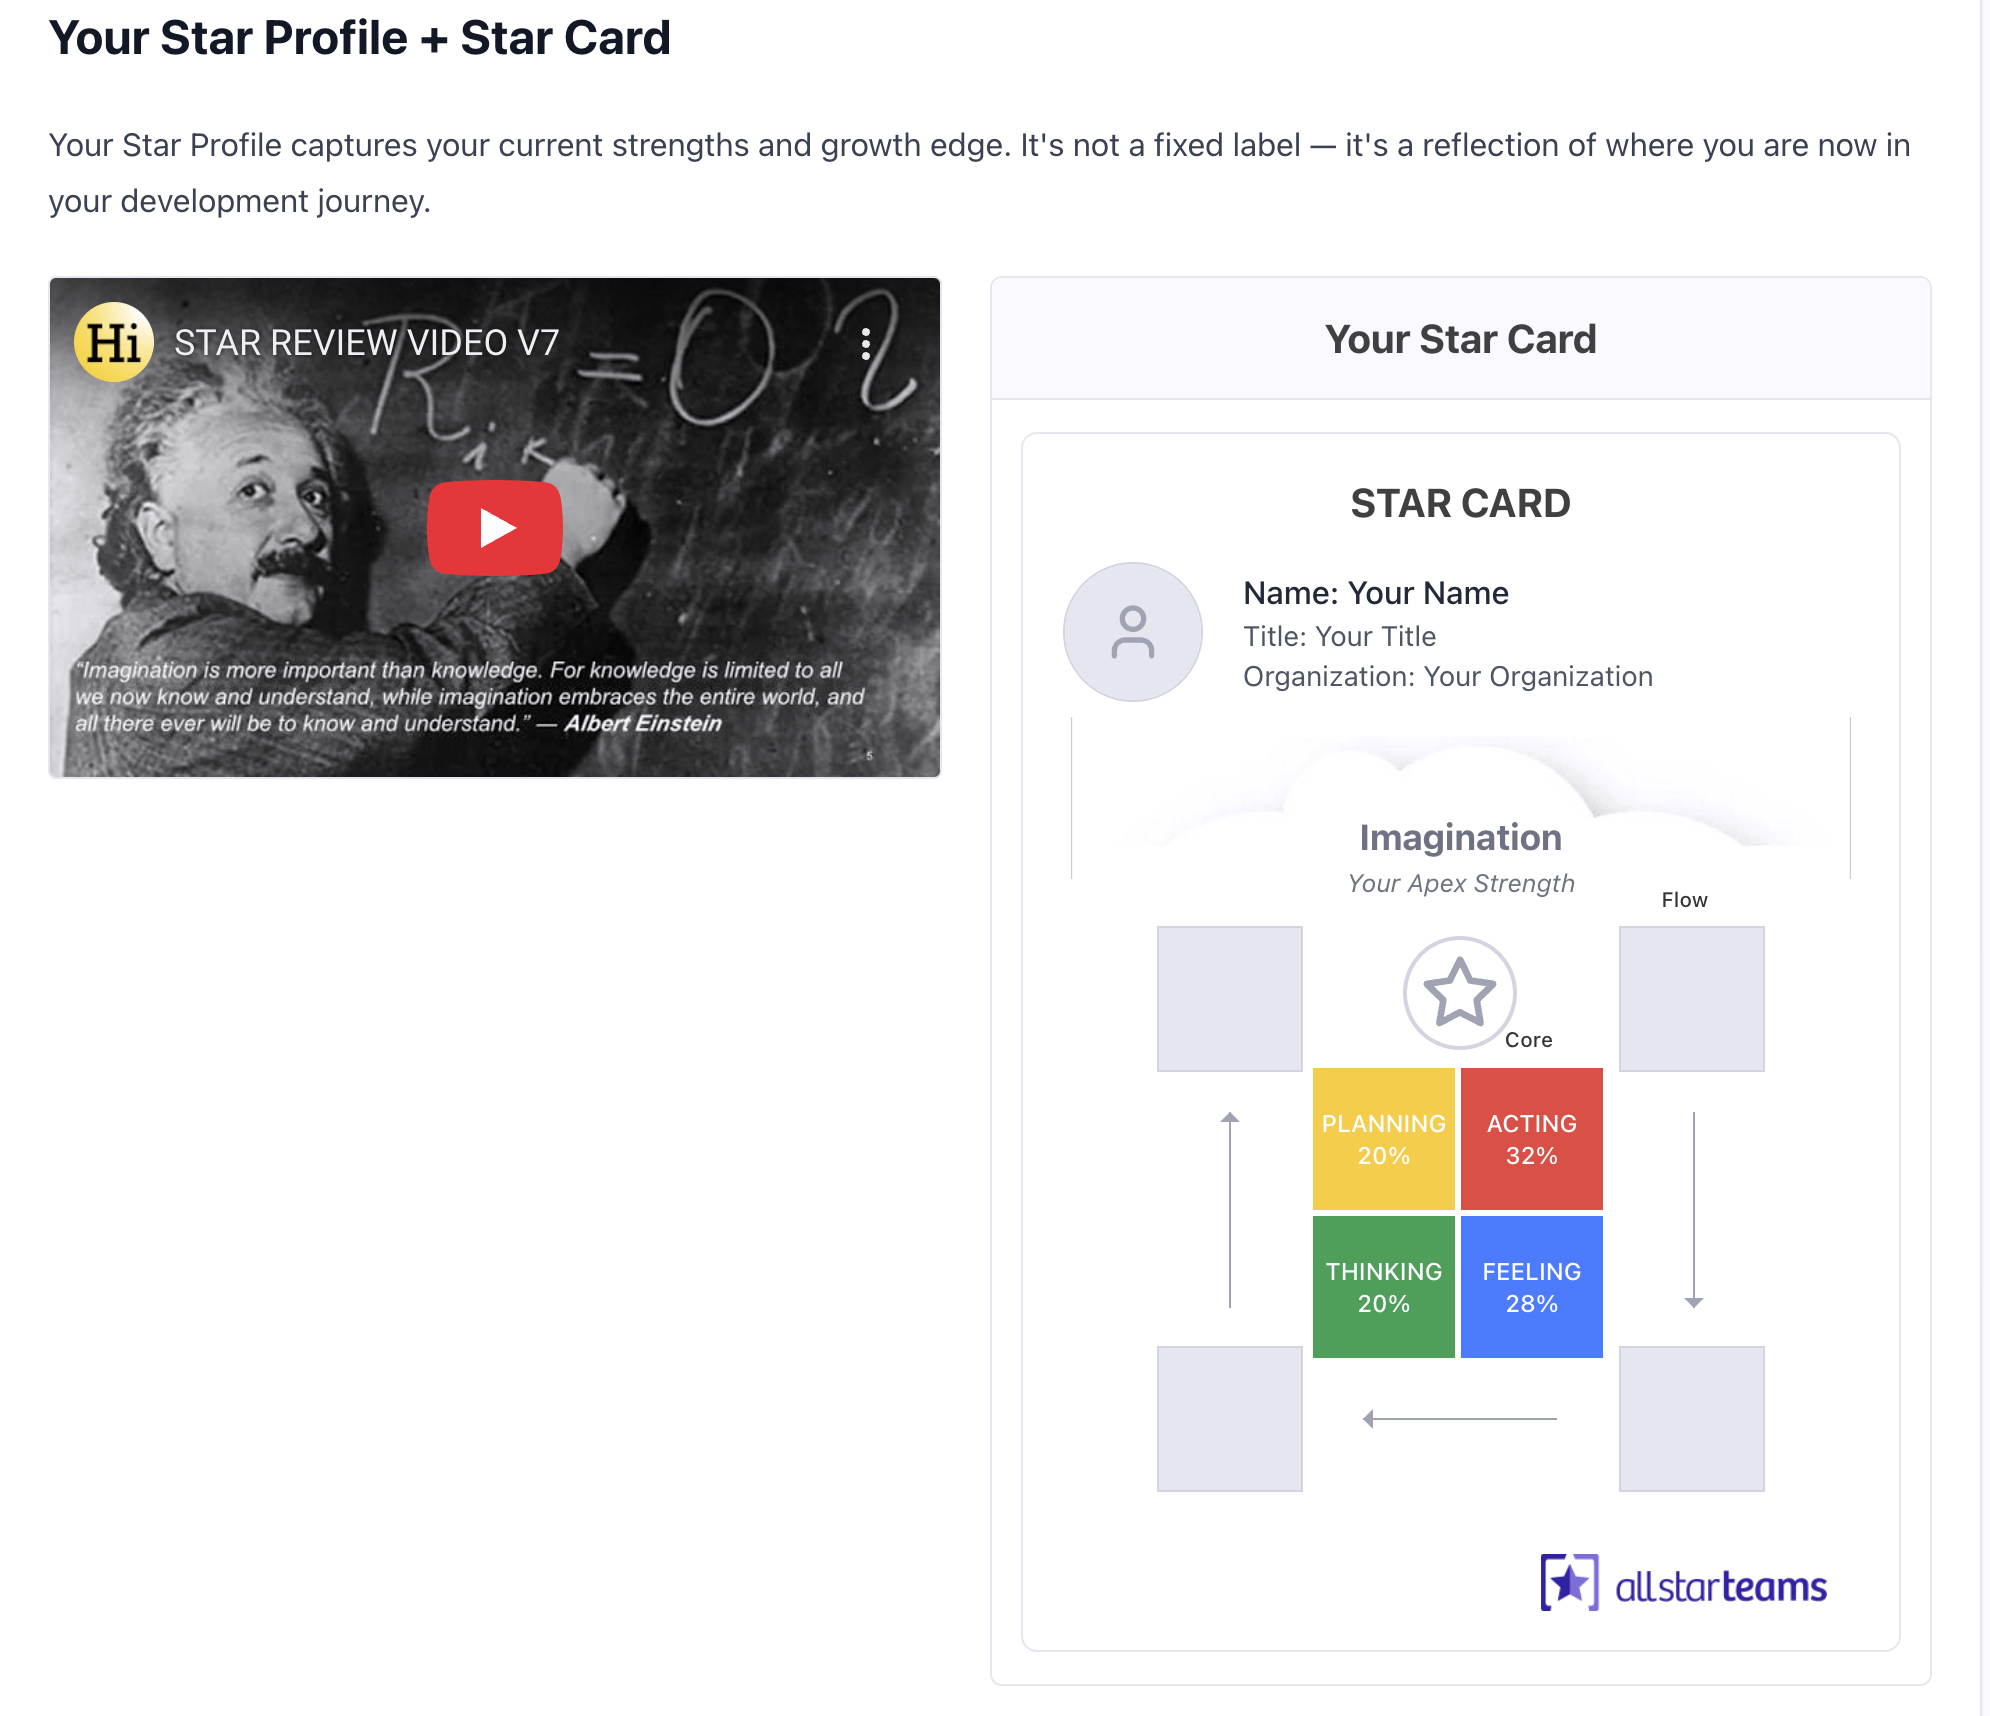 Your Star Profile + Star Card
Your Star Profile captures your current strengths and growth edge. It's not a fixed label — it's a reflection of where you are now in
your development journey.
Hi
STAR REVIEW VIDEO V7
R i k = 0 ?
“Imagination is more important than knowledge. For knowledge is limited to all
we now know and understand, while imagination embraces the entire world, and
all there ever will be to know and understand.” — Albert Einstein
5
Your Star Card
STAR CARD
Name: Your Name
Title: Your Title
Organization: Your Organization
Imagination
Your Apex Strength
Flow
Core
PLANNING
20%
ACTING
32%
THINKING
20%
FEELING
28%
allstarteams